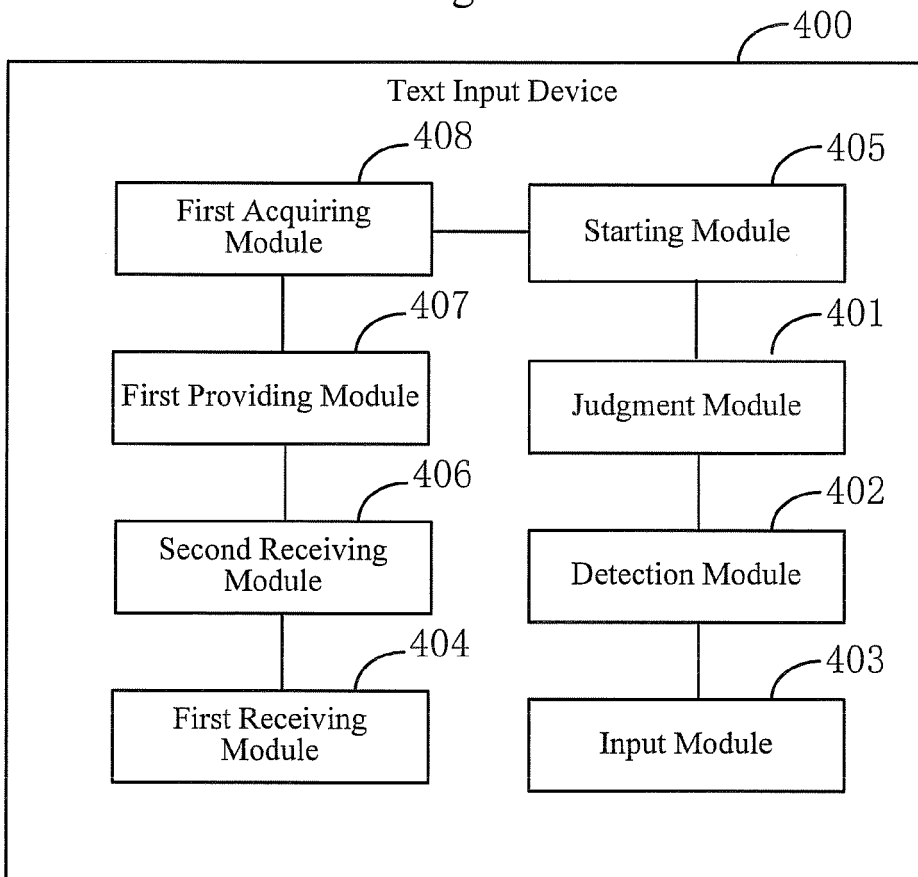 400
Text Input Device
408
405
First Acquiring
Module
Starting Module
407
401
First Providing Module
Judgment Module
406
402
Second Receiving
Module
Detection Module
404
403
First Receiving
Module
Input Module